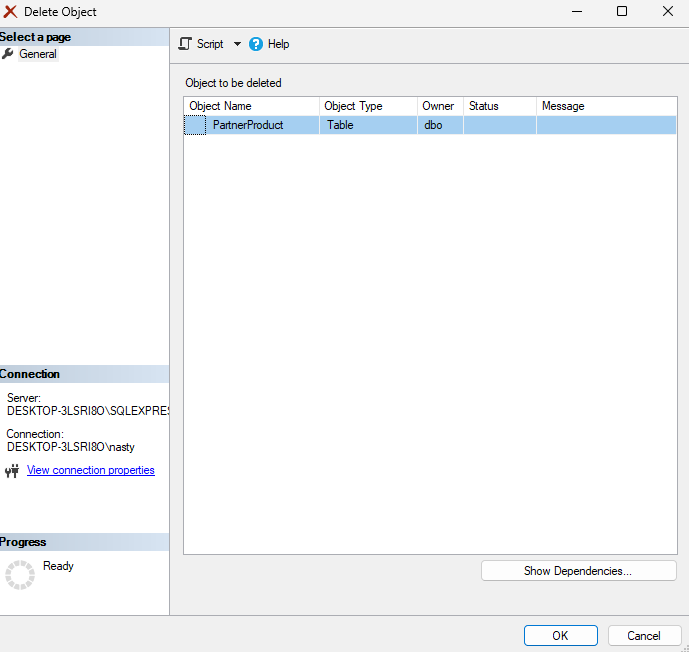 Delete Object
Select a page
General
Script
Help
Object to be deleted
Object Name Object Type Owner Status Message
PartnerProduct Table dbo
Connection
Server:
DESKTOP-3LSRI8O\SQLEXPRES
Connection:
DESKTOP-3LSRI8O\nasty
View connection properties
Progress
Ready
Show Dependencies...
OK Cancel